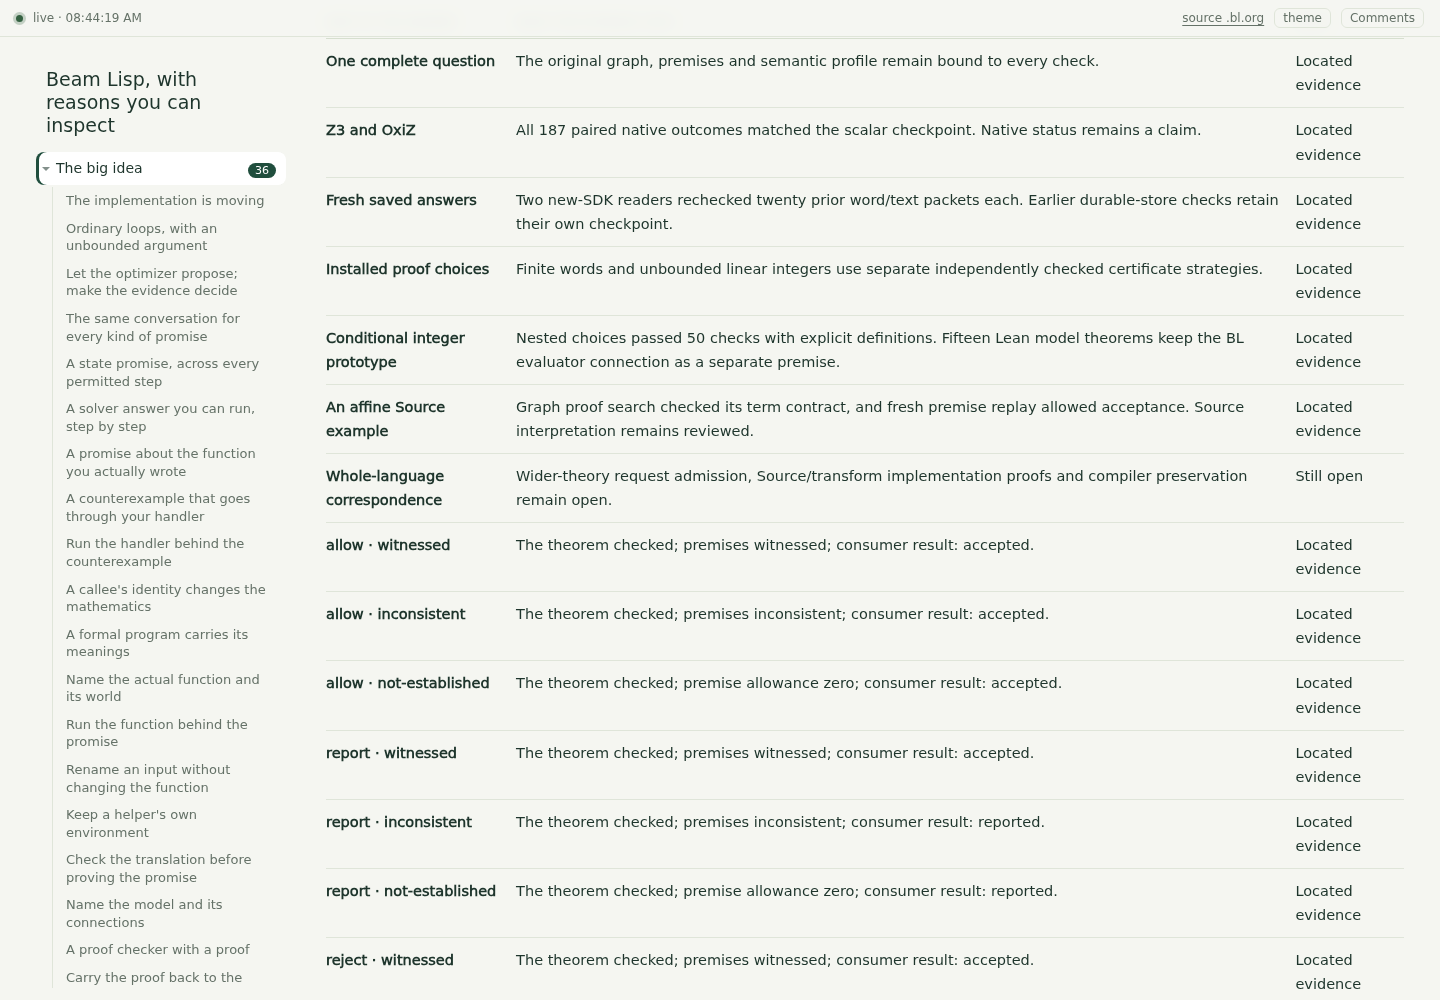 live · 08:44:19 AM
source .bl.org
theme
Comments
Beam Lisp, with
reasons you can
inspect
The big idea
36
The implementation is moving
Ordinary loops, with an
unbounded argument
Let the optimizer propose;
make the evidence decide
The same conversation for
every kind of promise
A state promise, across every
permitted step
A solver answer you can run,
step by step
A promise about the function
you actually wrote
A counterexample that goes
through your handler
Run the handler behind the
counterexample
A callee's identity changes the
mathematics
A formal program carries its
meanings
Name the actual function and
its world
Run the function behind the
promise
Rename an input without
changing the function
Keep a helper's own
environment
Check the translation before
proving the promise
Name the model and its
connections
A proof checker with a proof
Carry the proof back to the
One complete question
The original graph, premises and semantic profile remain bound to every check.
Located
evidence
Z3 and OxiZ
All 187 paired native outcomes matched the scalar checkpoint. Native status remains a claim.
Located
evidence
Fresh saved answers
Two new-SDK readers rechecked twenty prior word/text packets each. Earlier durable-store checks retain
their own checkpoint.
Located
evidence
Installed proof choices
Finite words and unbounded linear integers use separate independently checked certificate strategies.
Located
evidence
Conditional integer
prototype
Nested choices passed 50 checks with explicit definitions. Fifteen Lean model theorems keep the BL
evaluator connection as a separate premise.
Located
evidence
An affine Source
example
Graph proof search checked its term contract, and fresh premise replay allowed acceptance. Source
interpretation remains reviewed.
Located
evidence
Whole-language
correspondence
Wider-theory request admission, Source/transform implementation proofs and compiler preservation
remain open.
Still open
allow · witnessed
The theorem checked; premises witnessed; consumer result: accepted.
Located
evidence
allow · inconsistent
The theorem checked; premises inconsistent; consumer result: accepted.
Located
evidence
allow · not-established
The theorem checked; premise allowance zero; consumer result: accepted.
Located
evidence
report · witnessed
The theorem checked; premises witnessed; consumer result: accepted.
Located
evidence
report · inconsistent
The theorem checked; premises inconsistent; consumer result: reported.
Located
evidence
report · not-established
The theorem checked; premise allowance zero; consumer result: reported.
Located
evidence
reject · witnessed
The theorem checked; premises witnessed; consumer result: accepted.
Located
evidence